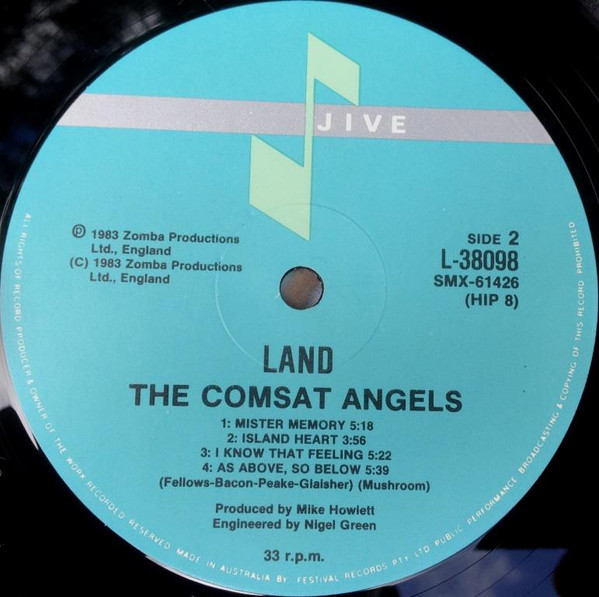 JIVE
℗ 1983 Zomba Productions
Ltd., England
(C) 1983 Zomba Productions
Ltd., England
SIDE 2
L-38098
SMX-61426
(HIP 8)
LAND
THE COMSAT ANGELS
1: MISTER MEMORY 5:18
2: ISLAND HEART 3:56
3: I KNOW THAT FEELING 5:22
4: AS ABOVE, SO BELOW 5:39
(Fellows-Bacon-Peake-Glaisher) (Mushroom)
Produced by Mike Howlett
Engineered by Nigel Green
33 r.p.m.
ALL RIGHTS OF RECORD PRODUCER & OWNER OF THE WORK RECORDED RESERVED MADE IN AUSTRALIA BY FESTIVAL RECORDS PTY LTD PUBLIC PERFORMANCE BROADCASTING & COPYING OF THIS RECORD PROHIBITED